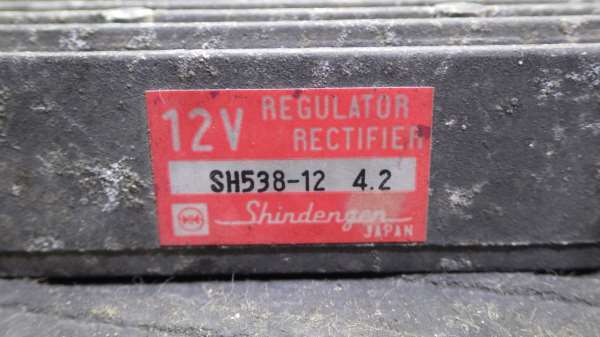 12V REGULATOR
RECTIFIER
SH538-12 4.2
Shindengen
JAPAN